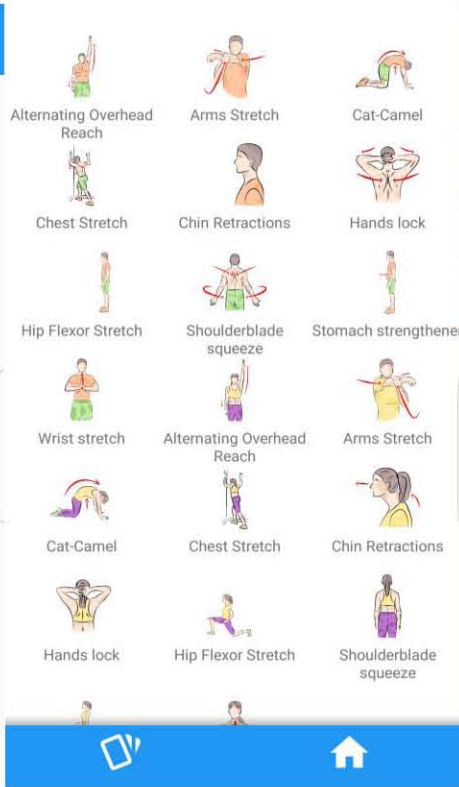 Alternating Overhead
Reach
Arms Stretch
Cat-Camel
Chest Stretch
Chin Retractions
Hands lock
Hip Flexor Stretch
Shoulderblade
squeeze
Stomach strengthene
Wrist stretch
Alternating Overhead
Reach
Arms Stretch
Cat-Camel
Chest Stretch
Chin Retractions
Hands lock
Hip Flexor Stretch
Shoulderblade
squeeze